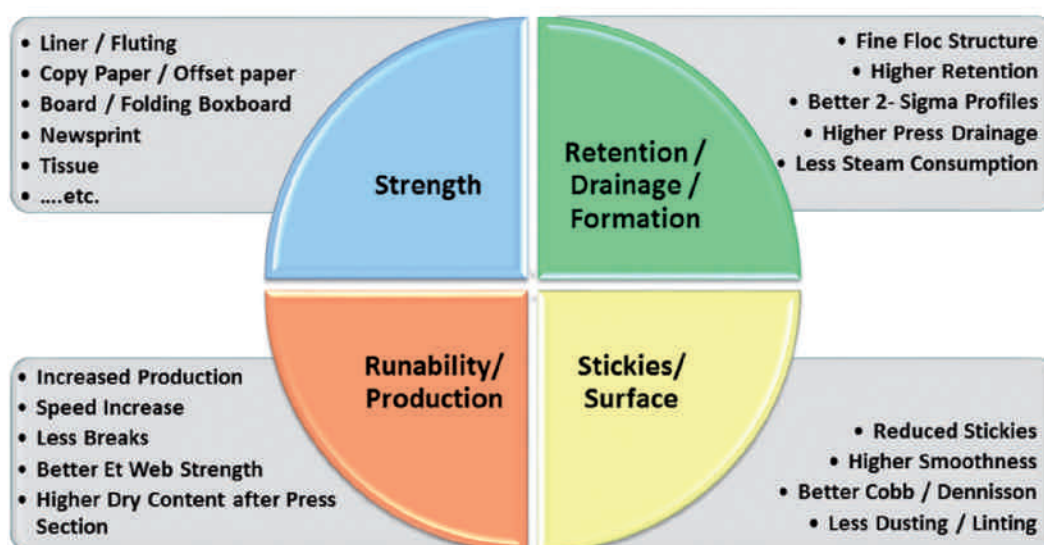 • Liner / Fluting
• Copy Paper / Offset paper
• Board / Folding Boxboard
• Newsprint
• Tissue
• ....etc.
Strength
• Fine Floc Structure
• Higher Retention
• Better 2- Sigma Profiles
• Higher Press Drainage
• Less Steam Consumption
Retention /
Drainage /
Formation
• Increased Production
• Speed Increase
• Less Breaks
• Better Et Web Strength
• Higher Dry Content after Press
Section
Runability/
Production
Stickies/
Surface
• Reduced Stickies
• Higher Smoothness
• Better Cobb / Dennisson
• Less Dusting / Linting